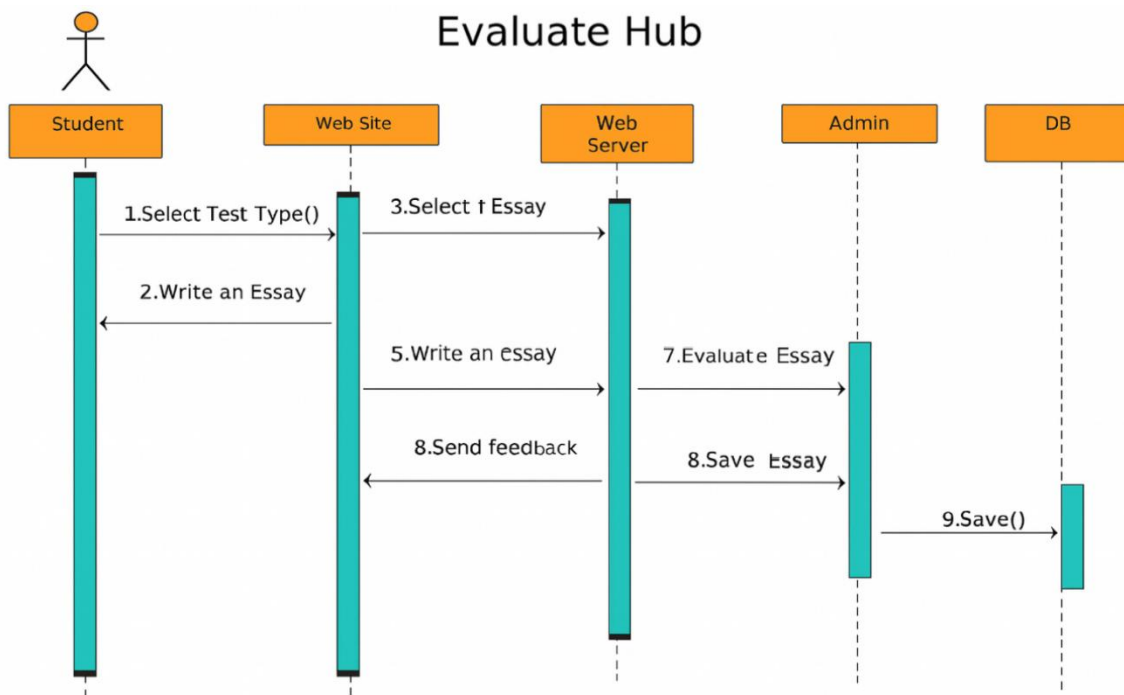 Evaluate Hub
Student
Web Site
Web
Server
Admin
DB
1.Select Test Type()
3.Select t Essay
2.Write an Essay
5.Write an essay
7.Evaluate Essay
8.Send feedback
8.Save Essay
9.Save()